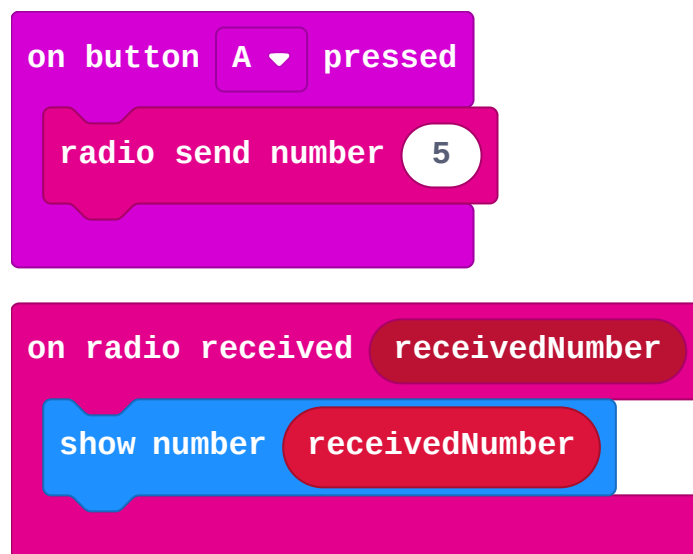 on button A pressed
radio send number 5
on radio received receivedNumber
show number receivedNumber